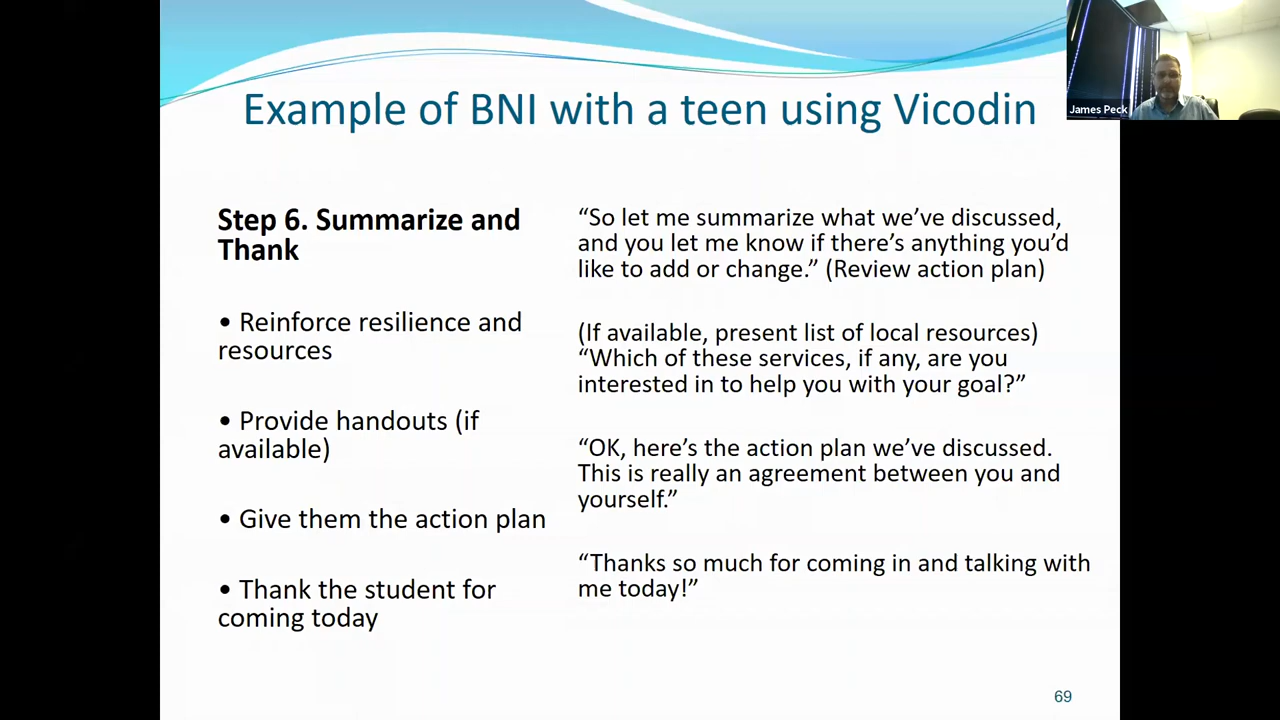 Example of BNI with a teen using Vicodin
James Peck
Step 6. Summarize and
Thank
• Reinforce resilience and
resources
• Provide handouts (if
available)
• Give them the action plan
• Thank the student for
coming today
“So let me summarize what we’ve discussed,
and you let me know if there’s anything you’d
like to add or change.” (Review action plan)
(If available, present list of local resources)
“Which of these services, if any, are you
interested in to help you with your goal?”
“OK, here’s the action plan we’ve discussed.
This is really an agreement between you and
yourself.”
“Thanks so much for coming in and talking with
me today!”
69